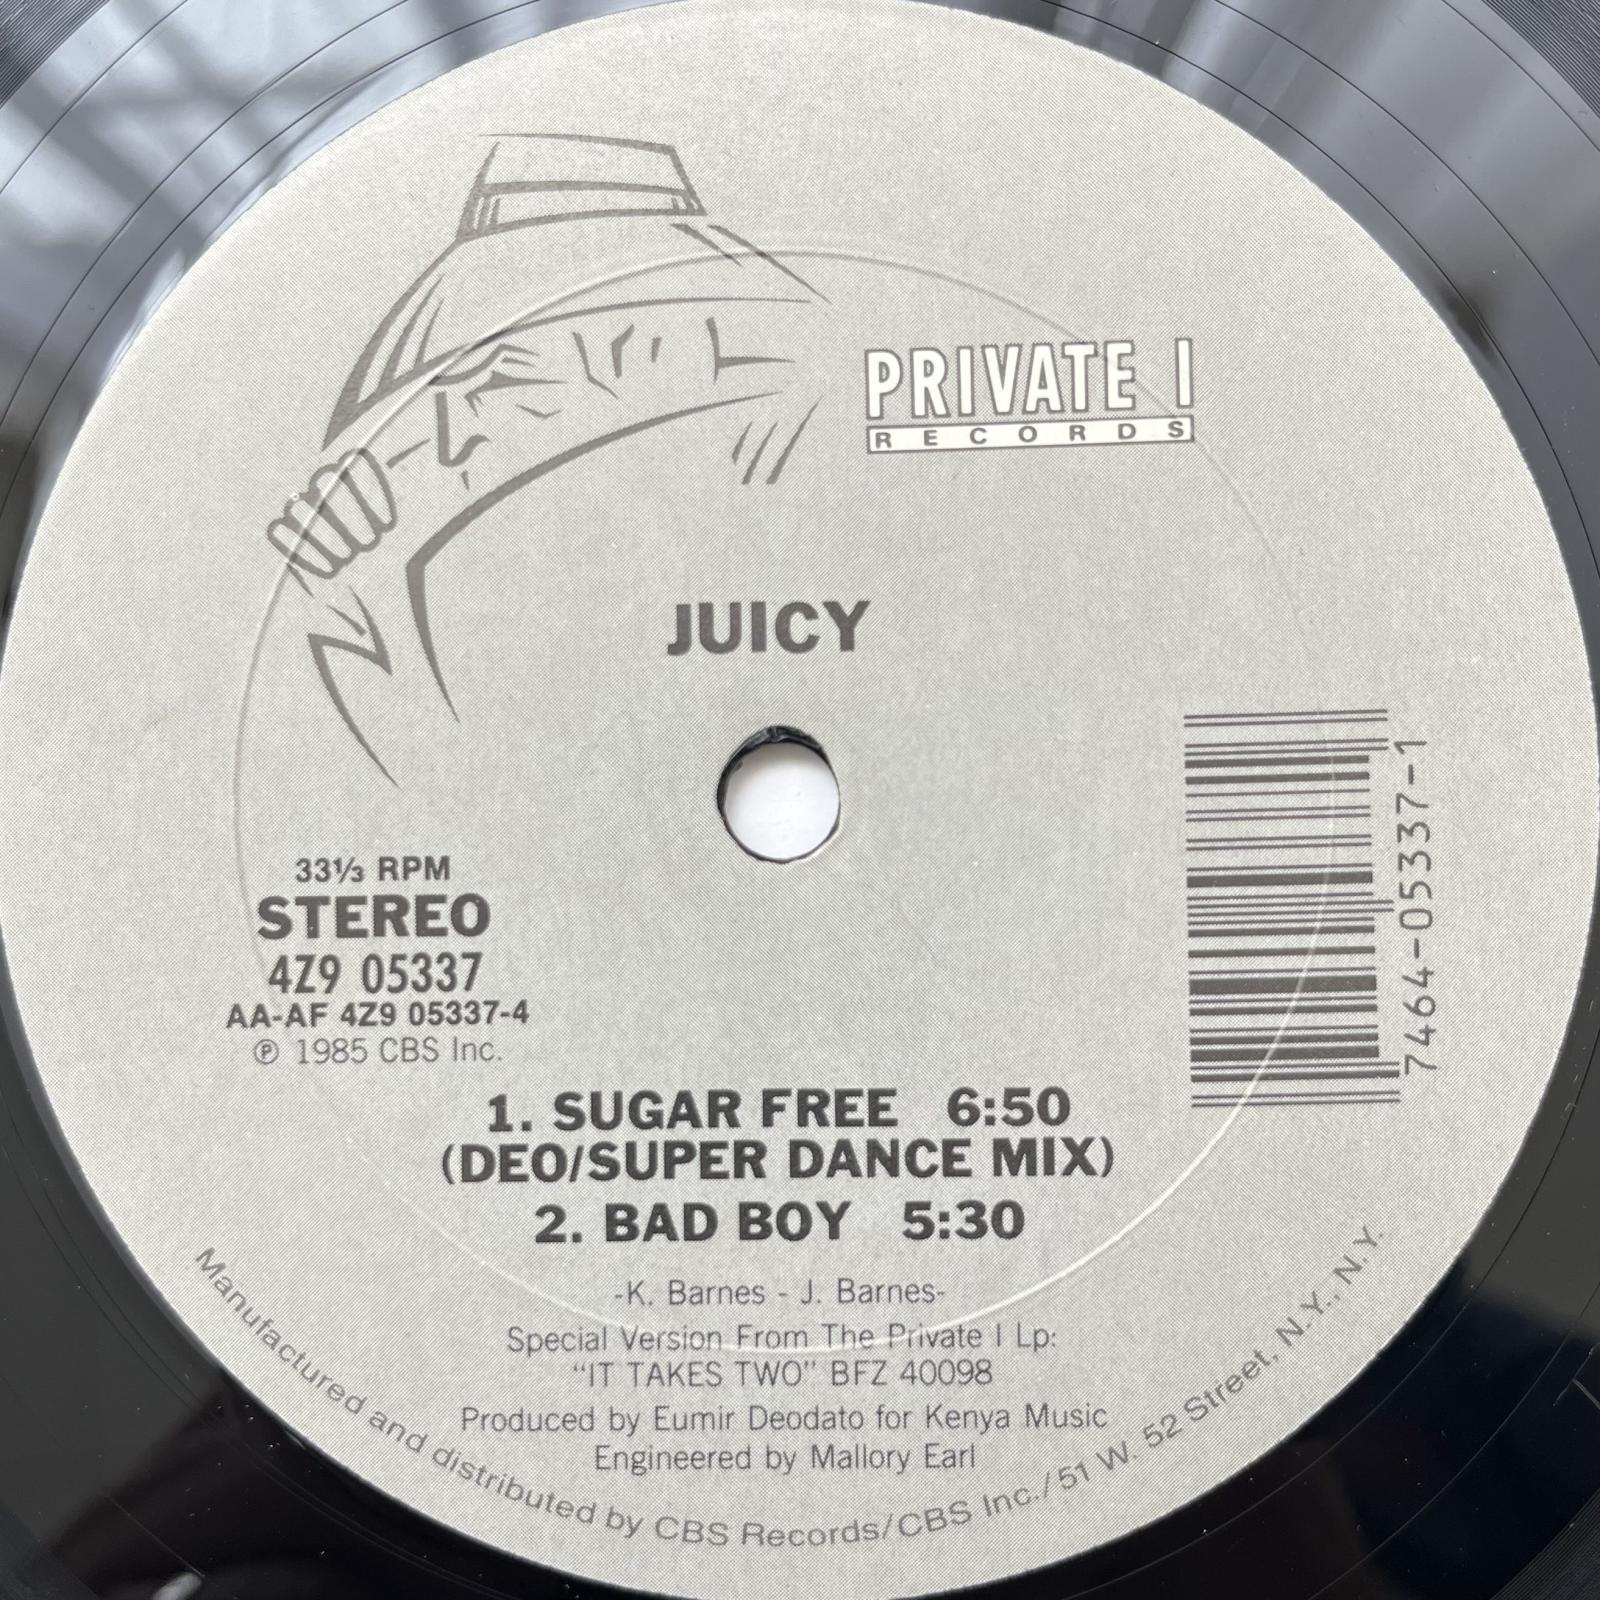 PRIVATE I
RECORDS
JUICY
33⅓ RPM
STEREO
4Z9 05337
AA-AF 4Z9 05337-4
℗ 1985 CBS Inc.
7464-05337-1
1. SUGAR FREE 6:50
(DEO/SUPER DANCE MIX)
2. BAD BOY 5:30
-K. Barnes - J. Barnes-
Special Version From The Private I Lp:
"IT TAKES TWO" BFZ 40098
Produced by Eumir Deodato for Kenya Music
Engineered by Mallory Earl
Manufactured and distributed by CBS Records/CBS Inc./51 W. 52 Street, N.Y., N.Y.